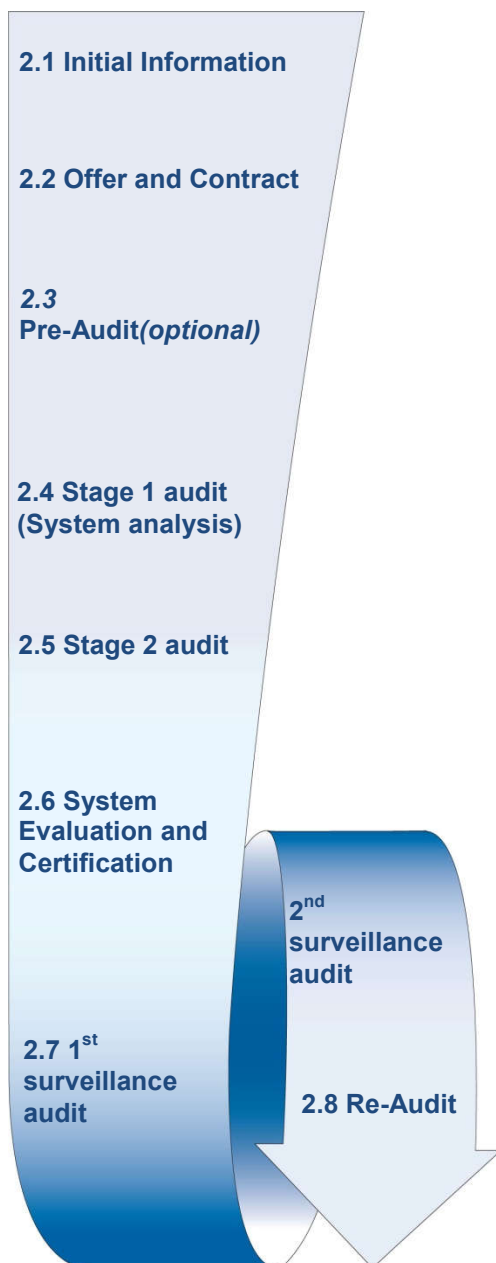 2.1 Initial Information
2.2 Offer and Contract
2.3
Pre-Audit(optional)
2.4 Stage 1 audit
(System analysis)
2.5 Stage 2 audit
2.6 System
Evaluation and
Certification
2.7 1st
surveillance
audit
2nd
surveillance
audit
2.8 Re-Audit